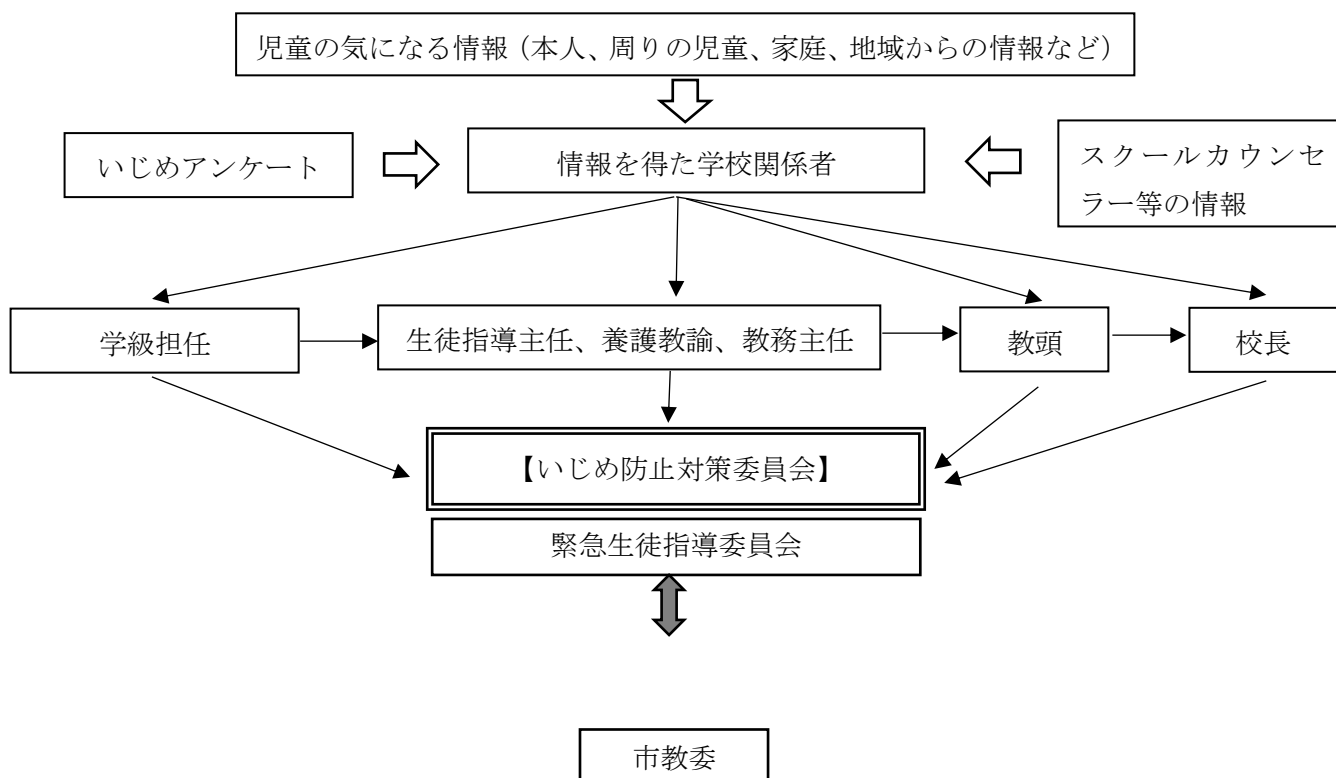 児童の気になる情報（本人、周りの児童、家庭、地域からの情報など）
いじめアンケート
情報を得た学校関係者
スクールカウンセ
ラー等の情報
学級担任
生徒指導主任、養護教諭、教務主任
教頭
校長
【いじめ防止対策委員会】
緊急生徒指導委員会
市教委